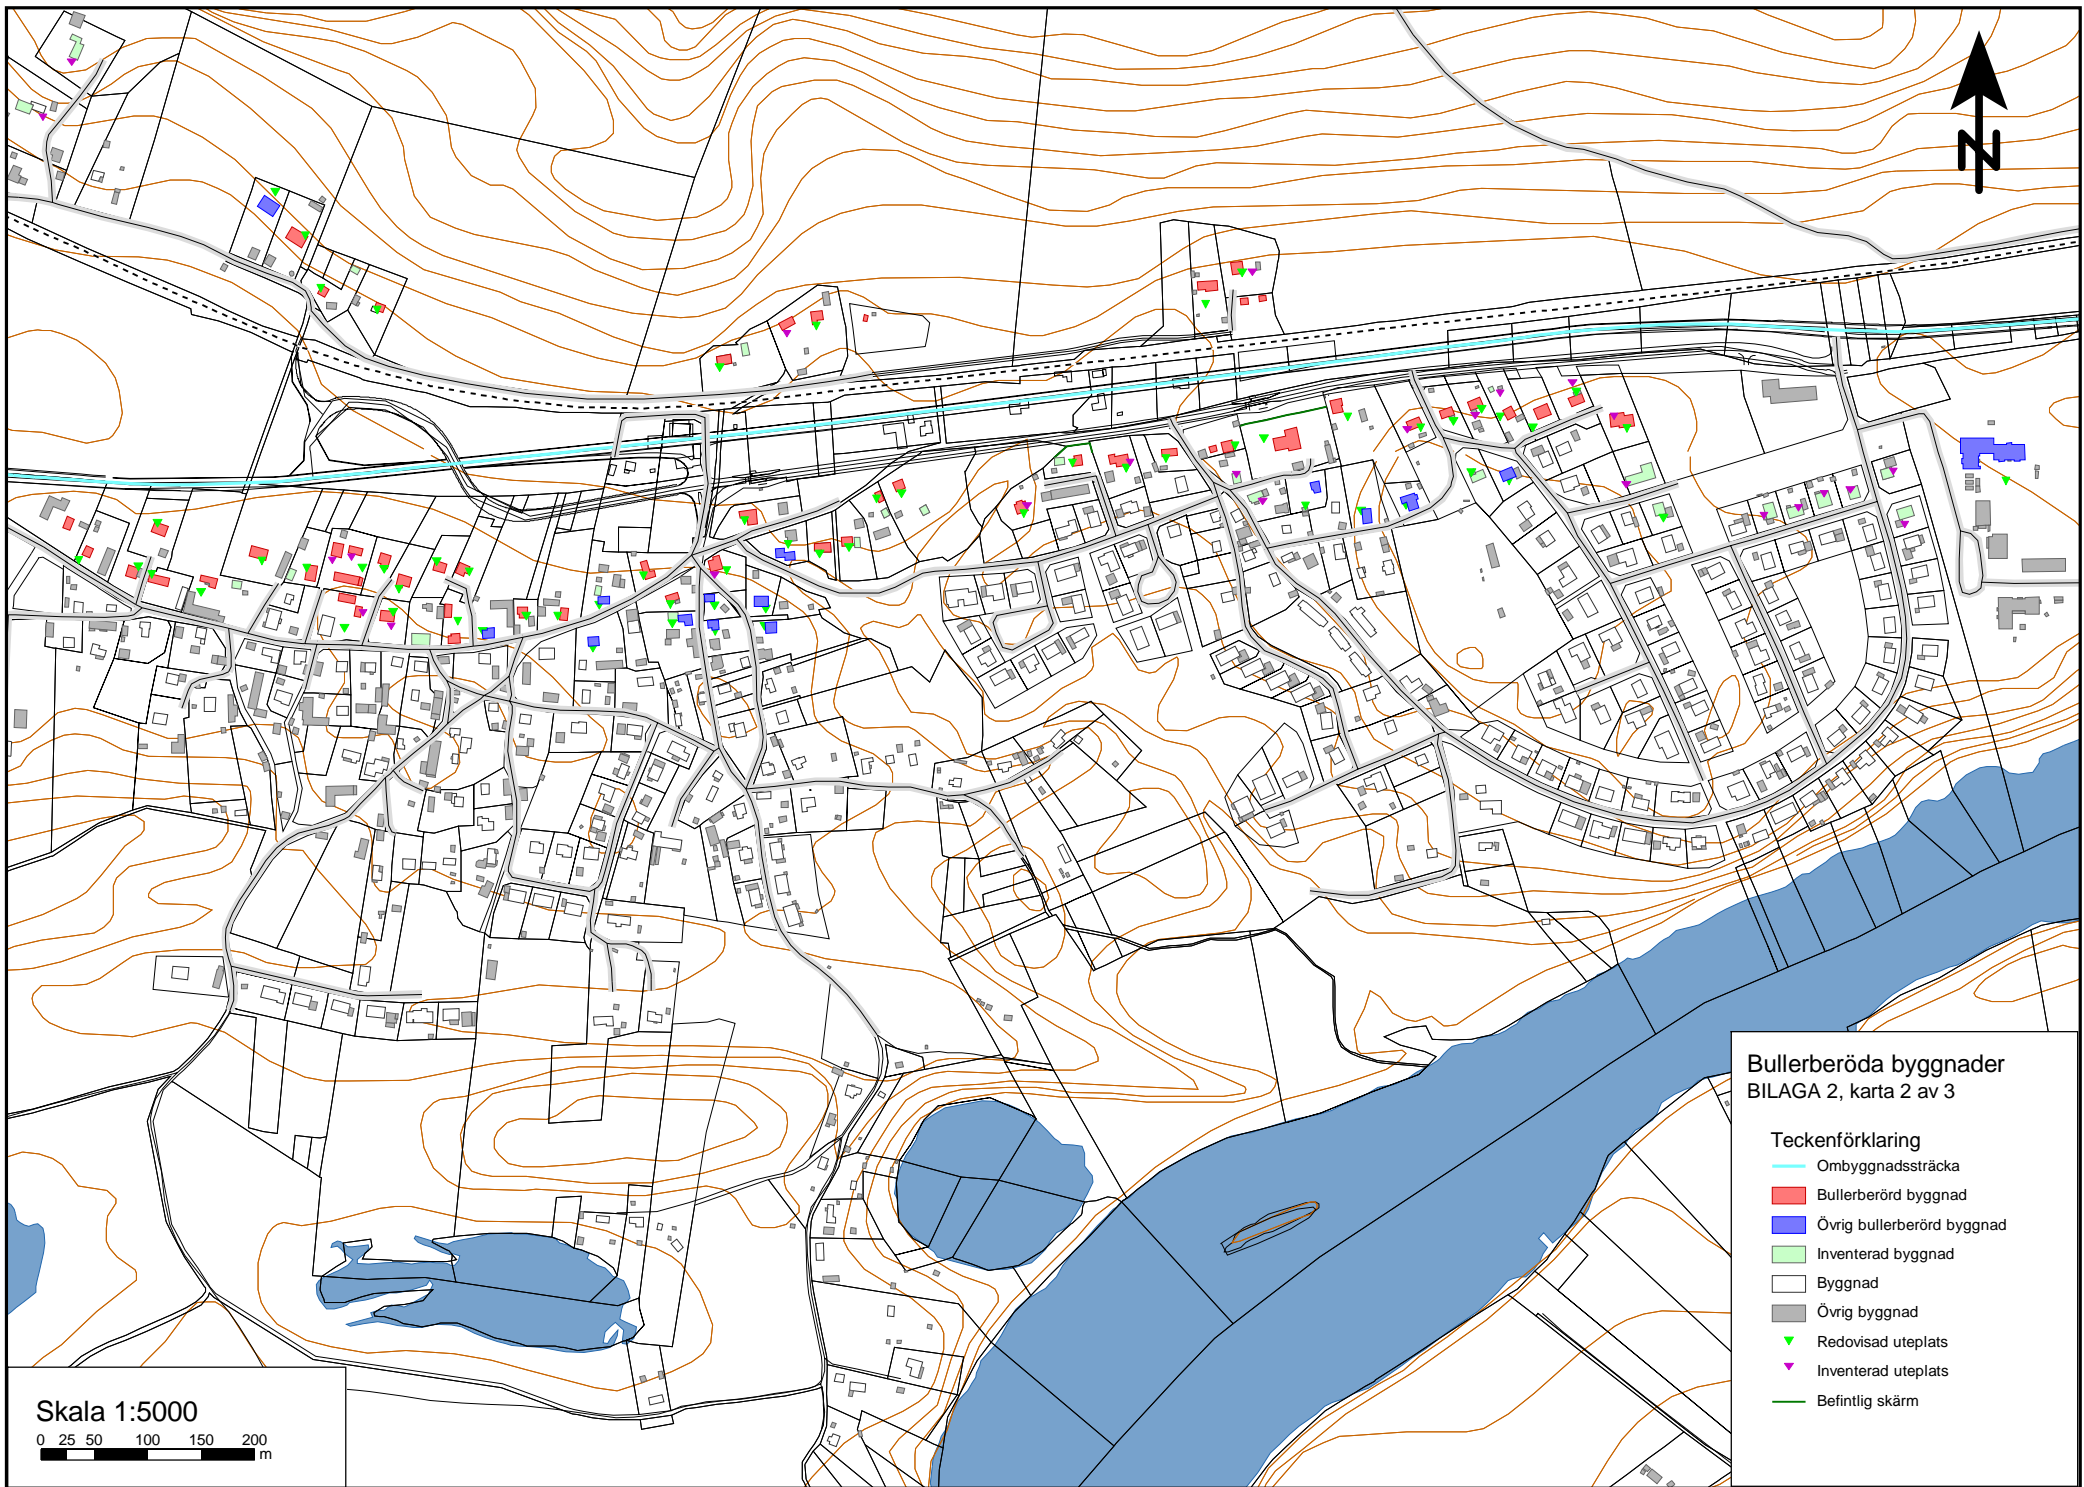 N
Bullerberöda byggnader
BILAGA 2, karta 2 av 3
Teckenförklaring
Ombyggnadssträcka
Bullerberörd byggnad
Övrig bullerberörd byggnad
Inventerad byggnad
Byggnad
Övrig byggnad
Redovisad uteplats
Inventerad uteplats
Befintlig skärm
Skala 1:5000
0 25 50 100 150 200
m